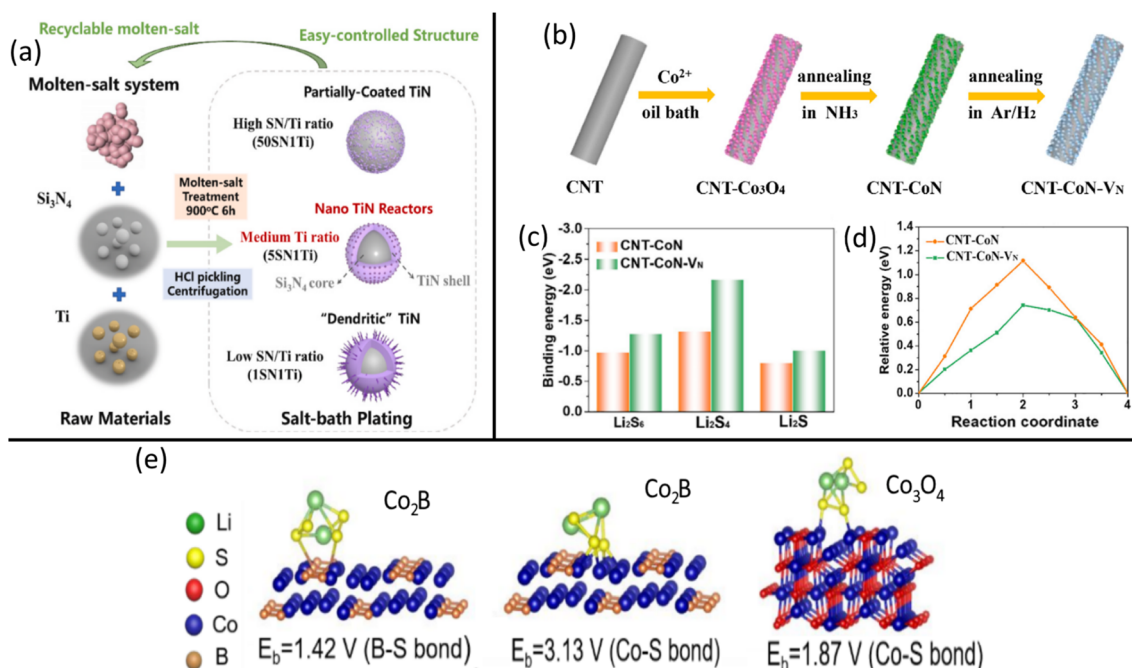 (a)
Recyclable molten-salt
Easy-controlled Structure
Molten-salt system
Si₃N₄
Ti
Raw Materials
Molten-salt
Treatment
900⁰C 6h
HCl pickling
Centrifugation
Partially-Coated TiN
High SN/Ti ratio
(50SN1Ti)
Nano TiN Reactors
Medium Ti ratio
(5SN1Ti)
Si₃N₄ core
TiN shell
"Dendritic" TiN
Low SN/Ti ratio
(1SN1Ti)
Salt-bath Plating
(b)
Co²⁺
oil bath
annealing
in NH₃
annealing
in Ar/H₂
CNT
CNT-Co₃O₄
CNT-CoN
CNT-CoN-VN
(c)
Binding energy (eV)
-3.0
-2.5
-2.0
-1.5
-1.0
-0.5
-0.0
CNT-CoN
CNT-CoN-VN
Li₂S₆
Li₂S₄
Li₂S
(d)
Relative energy (eV)
1.4
1.2
1.0
0.8
0.6
0.4
0.2
0.0
CNT-CoN
CNT-CoN-VN
0 1 2 3 4
Reaction coordinate
(e)
Li
S
O
Co
B
Co₂B
E_b=1.42 V (B-S bond)
Co₂B
E_b=3.13 V (Co-S bond)
Co₃O₄
E_b=1.87 V (Co-S bond)